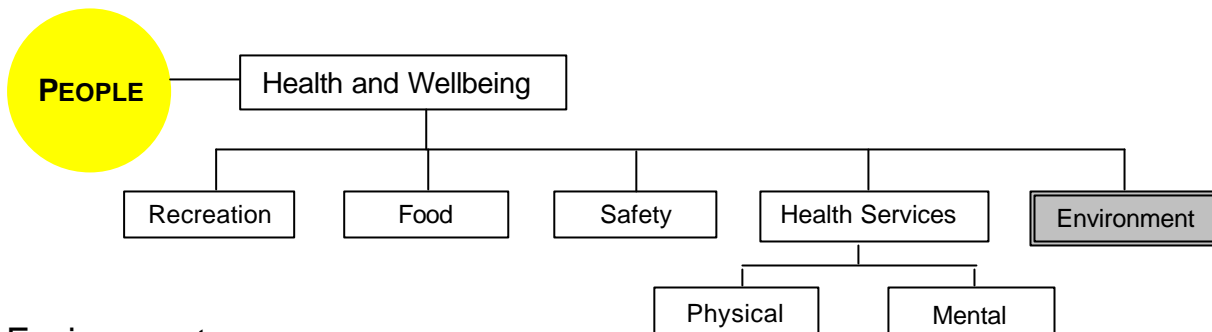 PEOPLE
Health and Wellbeing
Recreation
Food
Safety
Health Services
Environment
Physical
Mental